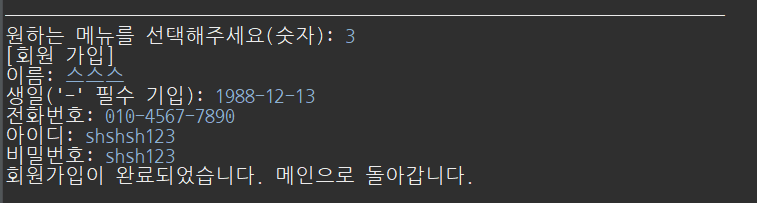 원하는 메뉴를 선택해주세요(숫자): 3
[회원 가입]
이름: 스스스
생일('-' 필수 기입): 1988-12-13
전화번호: 010-4567-7890
아이디: shshsh123
비밀번호: shsh123
회원가입이 완료되었습니다. 메인으로 돌아갑니다.